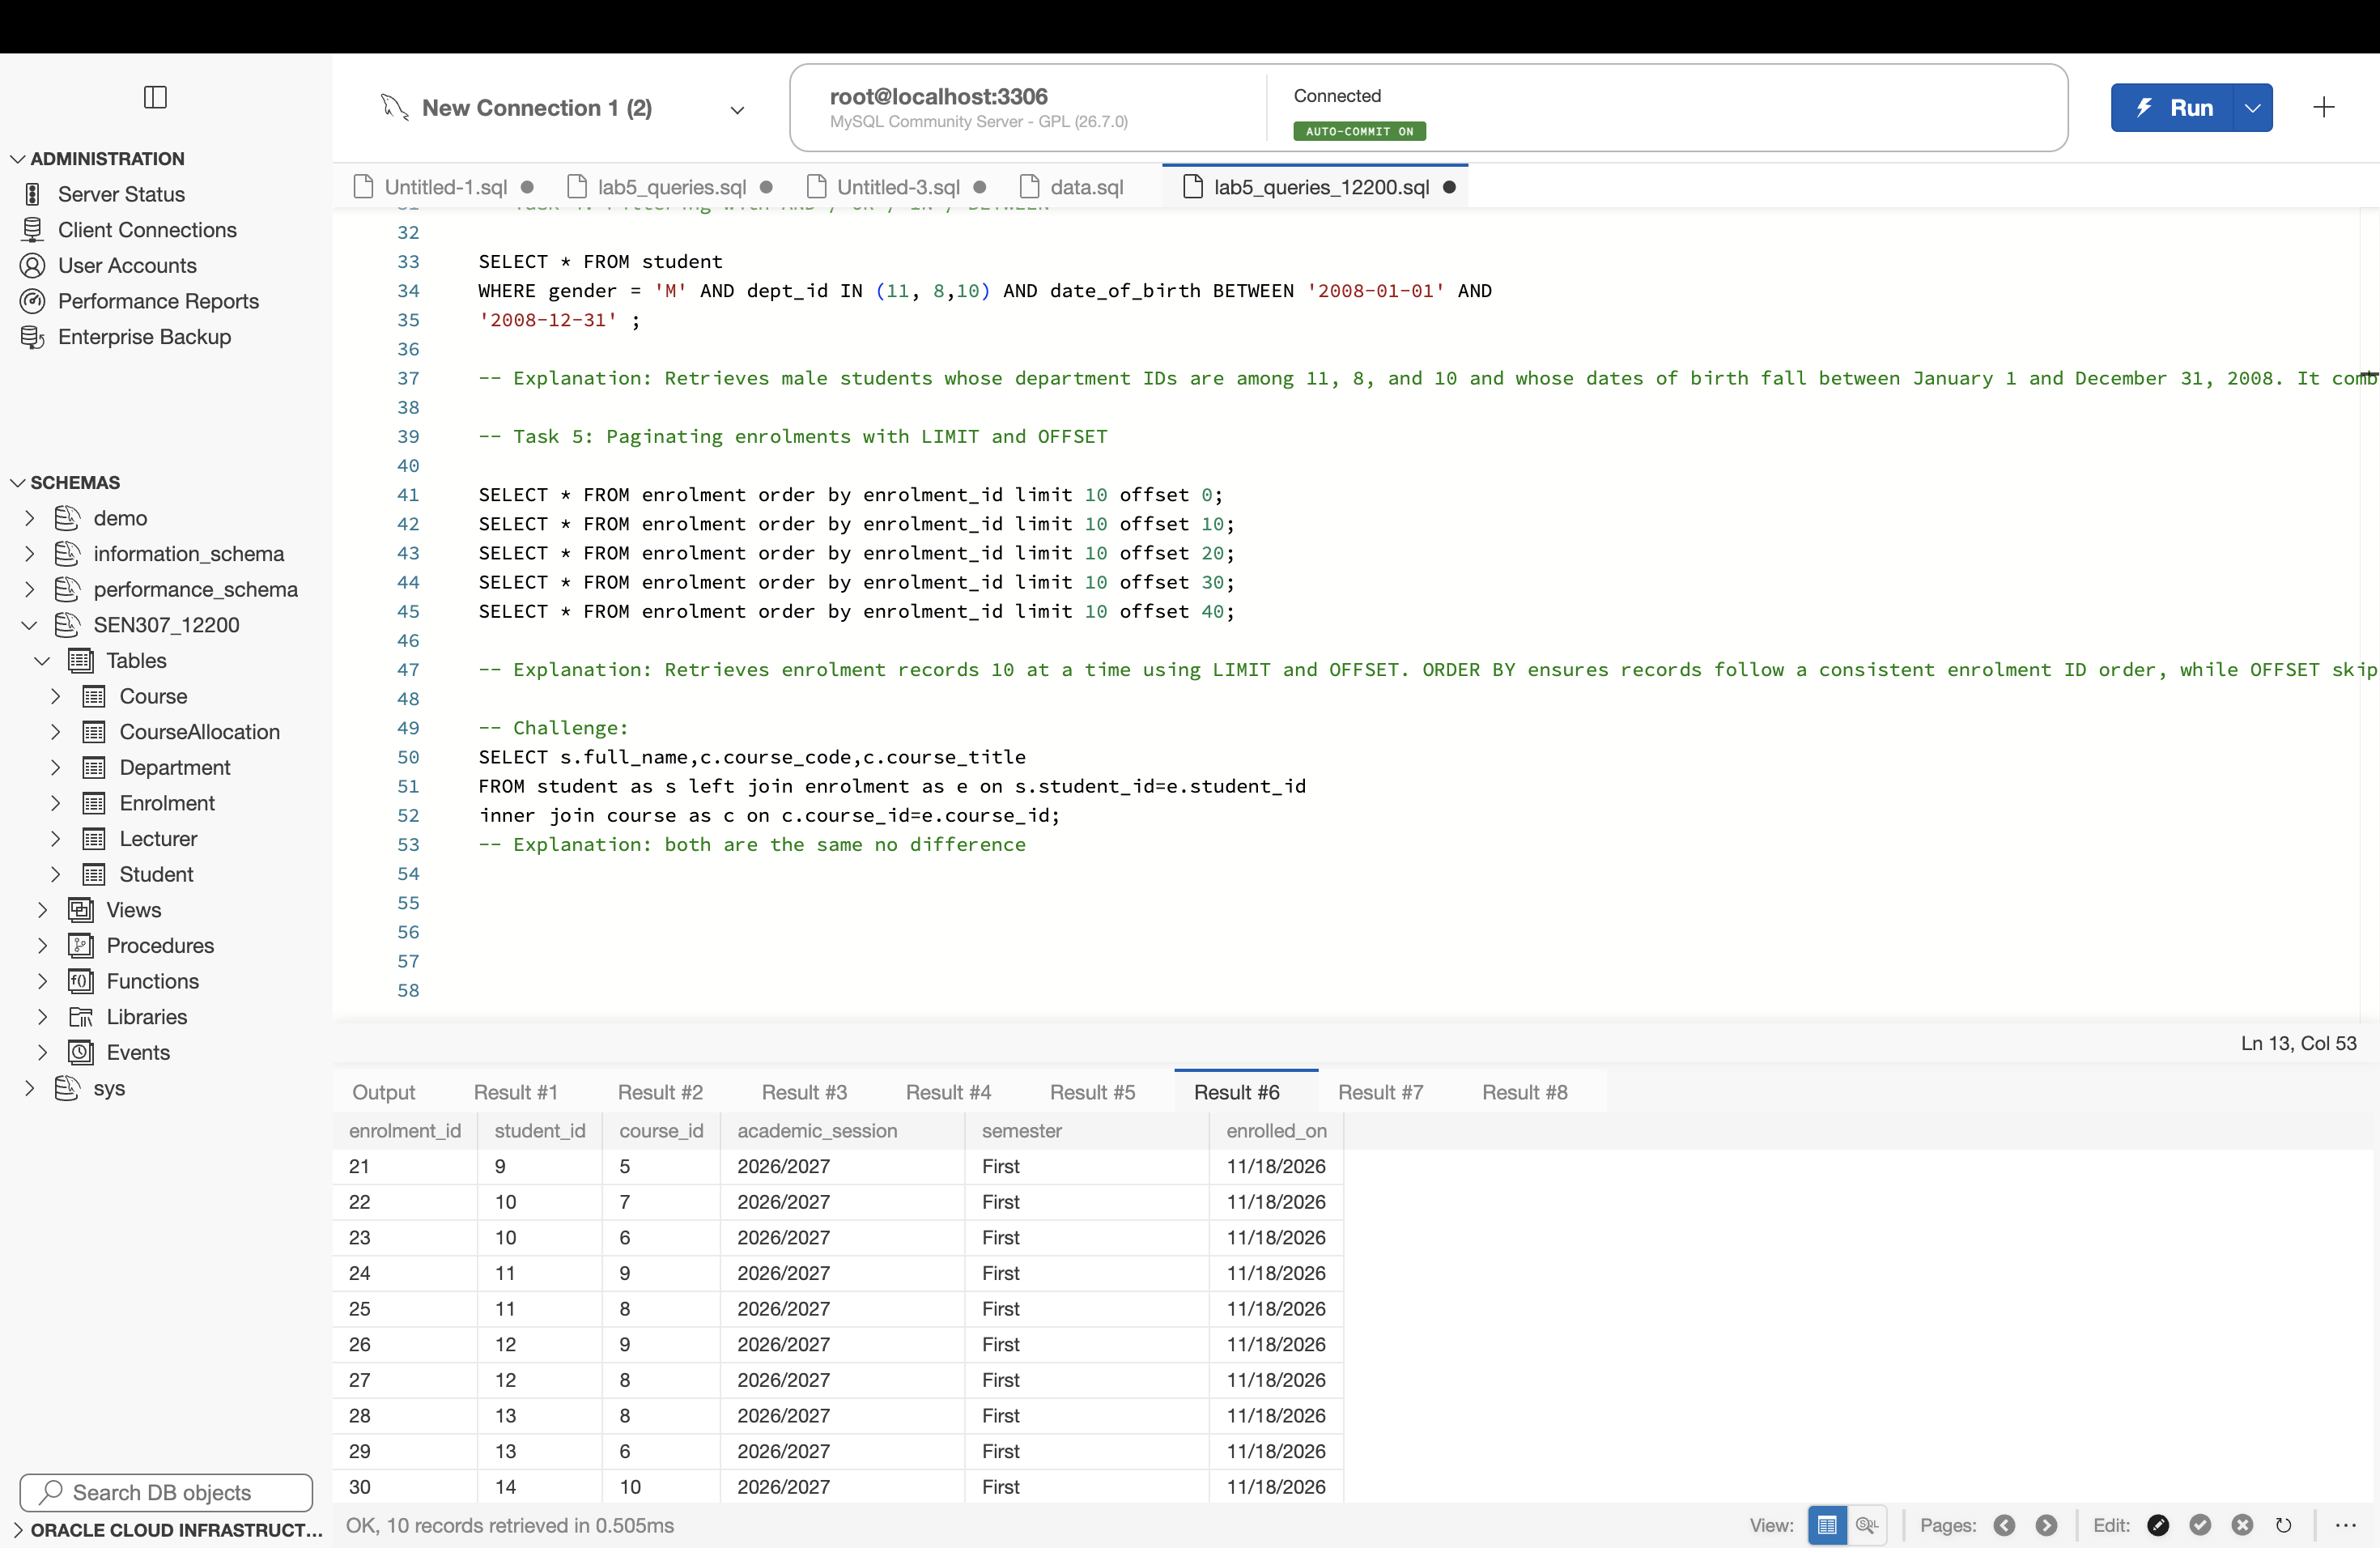 New Connection 1 (2)
root@localhost:3306
MySQL Community Server - GPL (26.7.0)
Connected
AUTO-COMMIT ON
Run
ADMINISTRATION
Server Status
Client Connections
User Accounts
Performance Reports
Enterprise Backup
SCHEMAS
demo
information_schema
performance_schema
SEN307_12200
Tables
Course
CourseAllocation
Department
Enrolment
Lecturer
Student
Views
Procedures
Functions
Libraries
Events
sys
Search DB objects
ORACLE CLOUD INFRASTRUCT...
Untitled-1.sql
lab5_queries.sql
Untitled-3.sql
data.sql
lab5_queries_12200.sql
32
33 SELECT * FROM student
34 WHERE gender = 'M' AND dept_id IN (11, 8,10) AND date_of_birth BETWEEN '2008-01-01' AND
35 '2008-12-31' ;
36
37 -- Explanation: Retrieves male students whose department IDs are among 11, 8, and 10 and whose dates of birth fall between January 1 and December 31, 2008. It comb
38
39 -- Task 5: Paginating enrolments with LIMIT and OFFSET
40
41 SELECT * FROM enrolment order by enrolment_id limit 10 offset 0;
42 SELECT * FROM enrolment order by enrolment_id limit 10 offset 10;
43 SELECT * FROM enrolment order by enrolment_id limit 10 offset 20;
44 SELECT * FROM enrolment order by enrolment_id limit 10 offset 30;
45 SELECT * FROM enrolment order by enrolment_id limit 10 offset 40;
46
47 -- Explanation: Retrieves enrolment records 10 at a time using LIMIT and OFFSET. ORDER BY ensures records follow a consistent enrolment ID order, while OFFSET skip
48
49 -- Challenge:
50 SELECT s.full_name,c.course_code,c.course_title
51 FROM student as s left join enrolment as e on s.student_id=e.student_id
52 inner join course as c on c.course_id=e.course_id;
53 -- Explanation: both are the same no difference
54
55
56
57
58
Ln 13, Col 53
Output Result #1 Result #2 Result #3 Result #4 Result #5 Result #6 Result #7 Result #8
enrolment_id student_id course_id academic_session semester enrolled_on
21 9 5 2026/2027 First 11/18/2026
22 10 7 2026/2027 First 11/18/2026
23 10 6 2026/2027 First 11/18/2026
24 11 9 2026/2027 First 11/18/2026
25 11 8 2026/2027 First 11/18/2026
26 12 9 2026/2027 First 11/18/2026
27 12 8 2026/2027 First 11/18/2026
28 13 8 2026/2027 First 11/18/2026
29 13 6 2026/2027 First 11/18/2026
30 14 10 2026/2027 First 11/18/2026
OK, 10 records retrieved in 0.505ms
View: Pages: Edit: